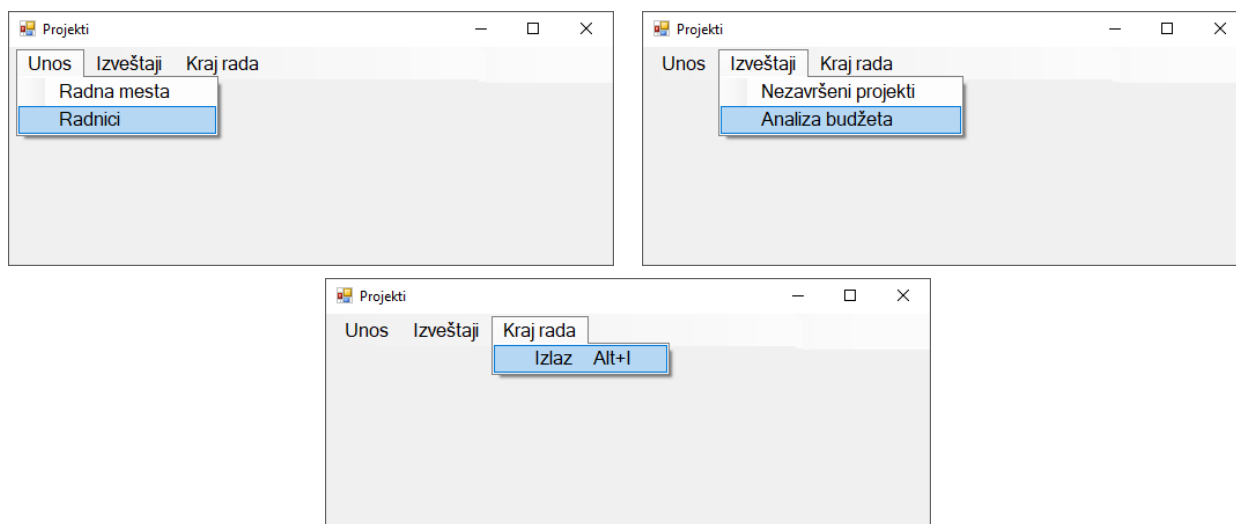 Projekti
Unos Izveštaji Kraj rada
Radna mesta
Radnici
Projekti
Unos Izveštaji Kraj rada
Nezavršeni projekti
Analiza budžeta
Projekti
Unos Izveštaji Kraj rada
Izlaz Alt+I